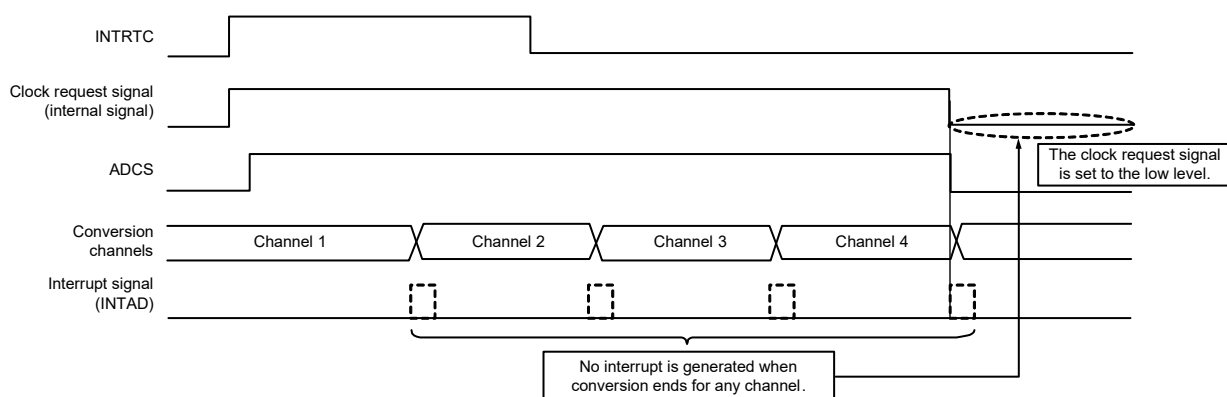 INTRTC
Clock request signal
(internal signal)
The clock request signal
is set to the low level.
ADCS
Conversion
channels
Channel 1
Channel 2
Channel 3
Channel 4
Interrupt signal
(INTAD)
No interrupt is generated when
conversion ends for any channel.